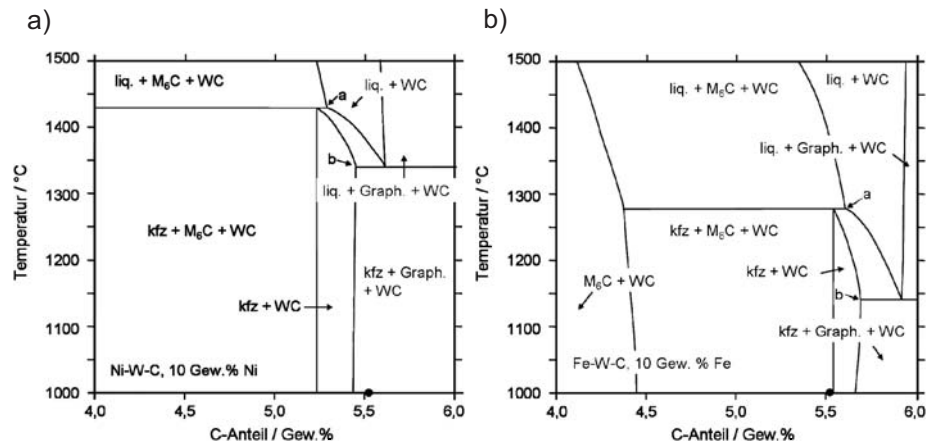 a)
1500
1400
1300
1200
1100
1000
Temperatur / °C
liq. + M₆C + WC
a
liq. + WC
b
liq. + Graph. + WC
kfz + M₆C + WC
kfz + Graph.
+ WC
kfz + WC
Ni-W-C, 10 Gew.% Ni
4,0 4,5 5,0 5,5 6,0
C-Anteil / Gew.%
b)
1500
1400
1300
1200
1100
1000
Temperatur / °C
liq. + M₆C + WC
liq. + WC
liq. + Graph. + WC
a
kfz + M₆C + WC
M₆C + WC
kfz + WC
b
kfz + Graph. + WC
Fe-W-C, 10 Gew. % Fe
4,0 4,5 5,0 5,5 6,0
C-Anteil / Gew.%